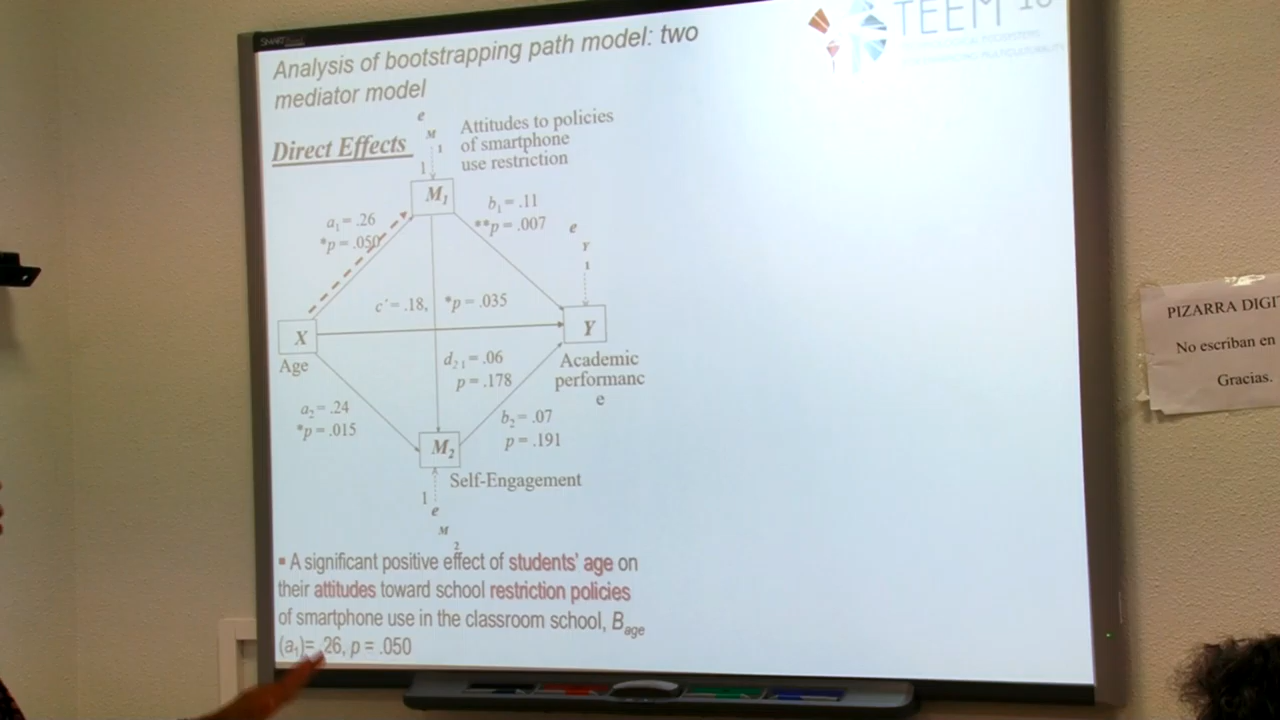 SMART
TEEM
Analysis of bootstrapping path model: two
mediator model
Direct Effects
e
M
1
1
Attitudes to policies
of smartphone
use restriction
M1
a1 = .26
*p = .050
b1 = .11
**p = .007
e
Y
1
c´= .18, *p = .035
X
Age
Y
Academic
performanc
e
d21 = .06
p = .178
a2 = .24
*p = .015
b2 = .07
p = .191
M2
Self-Engagement
1
e
M
2
▪ A significant positive effect of students' age on
their attitudes toward school restriction policies
of smartphone use in the classroom school, Bage
(a1)= .26, p = .050
PIZARRA DIGI
No escriban en
Gracias.